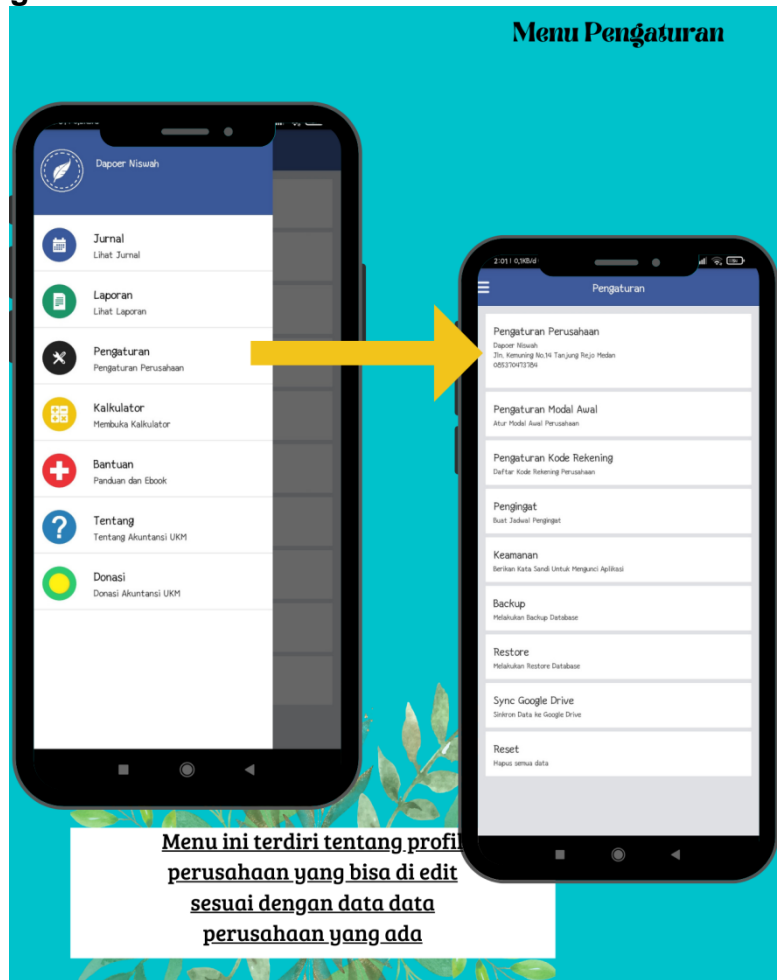 g
Menu Pengaturan
Dapoer Niswah
Jurnal
Lihat Jurnal
Laporan
Lihat Laporan
Pengaturan
Pengaturan Perusahaan
Kalkulator
Membuka Kalkulator
Bantuan
Panduan dan Ebook
Tentang
Tentang Akuntansi UKM
Donasi
Donasi Akuntansi UKM
Pengaturan
Pengaturan Perusahaan
Dapoer Niswah
Jln. Kemuning No.14 Tanjung Rejo Medan
085370473784
Pengaturan Modal Awal
Atur Modal Awal Perusahaan
Pengaturan Kode Rekening
Daftar Kode Rekening Perusahaan
Pengingat
Buat Jadwal Pengingat
Keamanan
Berikan Kata Sandi Untuk Mengunci Aplikasi
Backup
Melakukan Backup Database
Restore
Melakukan Restore Database
Sync Google Drive
Sinkron Data ke Google Drive
Reset
Hapus semua data
Menu ini terdiri tentang profil
perusahaan yang bisa di edit
sesuai dengan data data
perusahaan yang ada